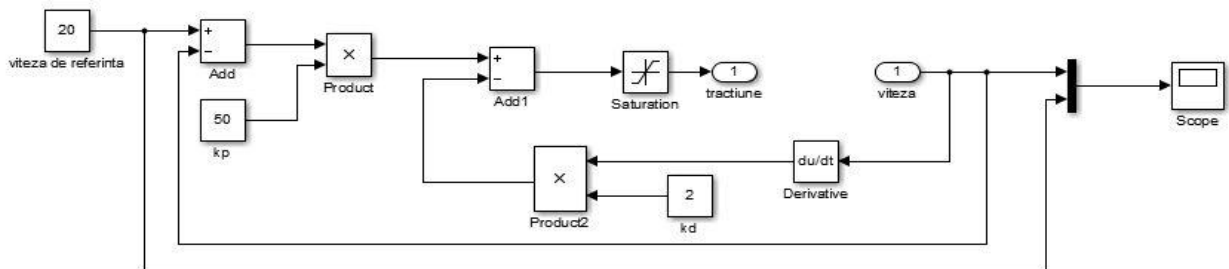 20
viteza de referinta
+
−
Add
×
Product
50
kp
+
−
Add1
Saturation
1
tractiune
1
viteza
Scope
du/dt
Derivative
×
Product2
2
kd